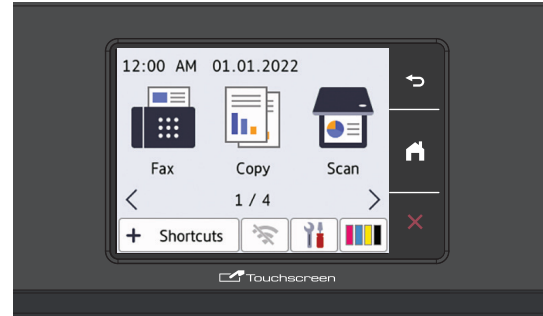 12:00 AM 01.01.2022
Fax Copy Scan
1 / 4
+ Shortcuts
Touchscreen